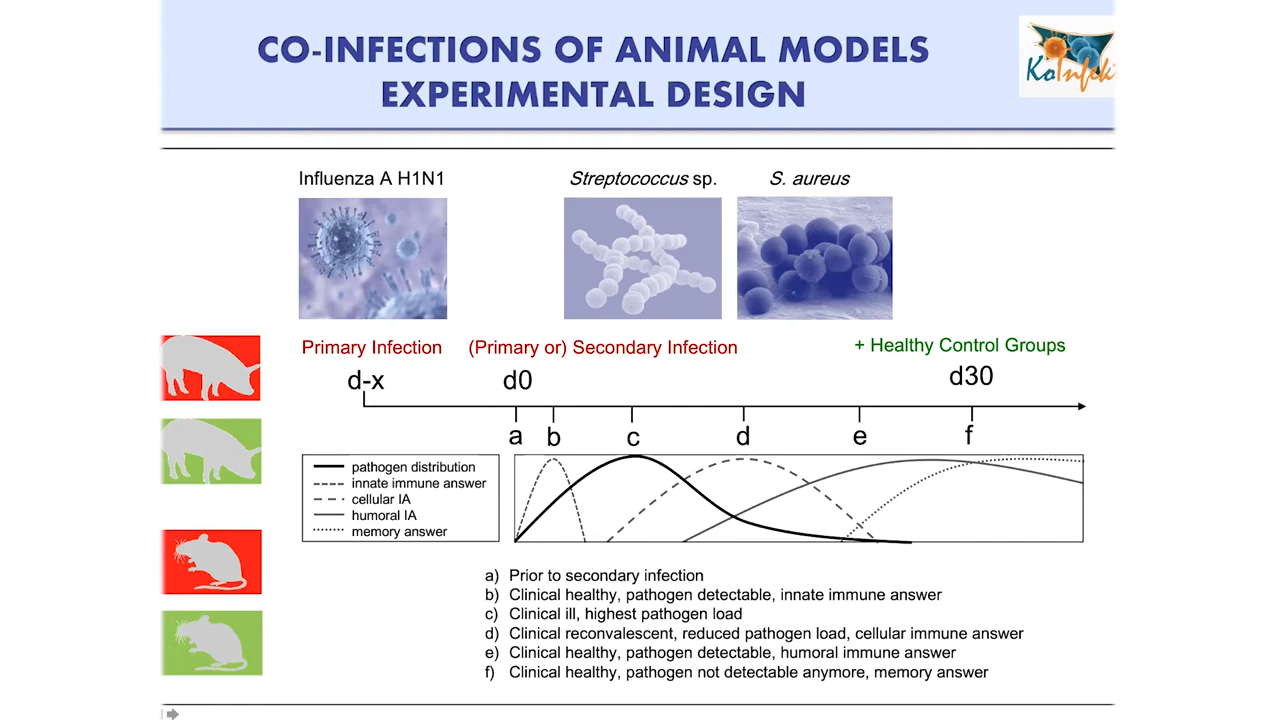 CO-INFECTIONS OF ANIMAL MODELS
EXPERIMENTAL DESIGN
KoInfekt
Influenza A H1N1
Streptococcus sp.
S. aureus
Primary Infection
(Primary or) Secondary Infection
+ Healthy Control Groups
d-x
d0
d30
a b c d e f
pathogen distribution
innate immune answer
cellular IA
humoral IA
memory answer
a) Prior to secondary infection
b) Clinical healthy, pathogen detectable, innate immune answer
c) Clinical ill, highest pathogen load
d) Clinical reconvalescent, reduced pathogen load, cellular immune answer
e) Clinical healthy, pathogen detectable, humoral immune answer
f) Clinical healthy, pathogen not detectable anymore, memory answer